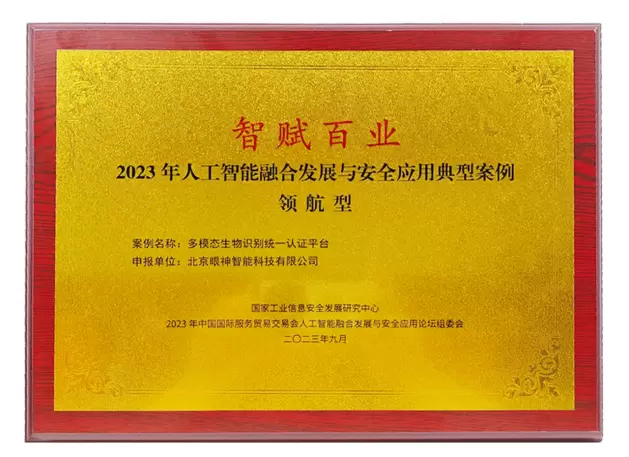 智赋百业
2023年人工智能融合发展与安全应用典型案例
领航型
案例名称：多模态生物识别统一认证平台
申报单位：北京眼神智能科技有限公司
国家工业信息安全发展研究中心
2023年中国国际服务贸易交易会人工智能融合发展与安全应用论坛组委会
二〇二三年九月